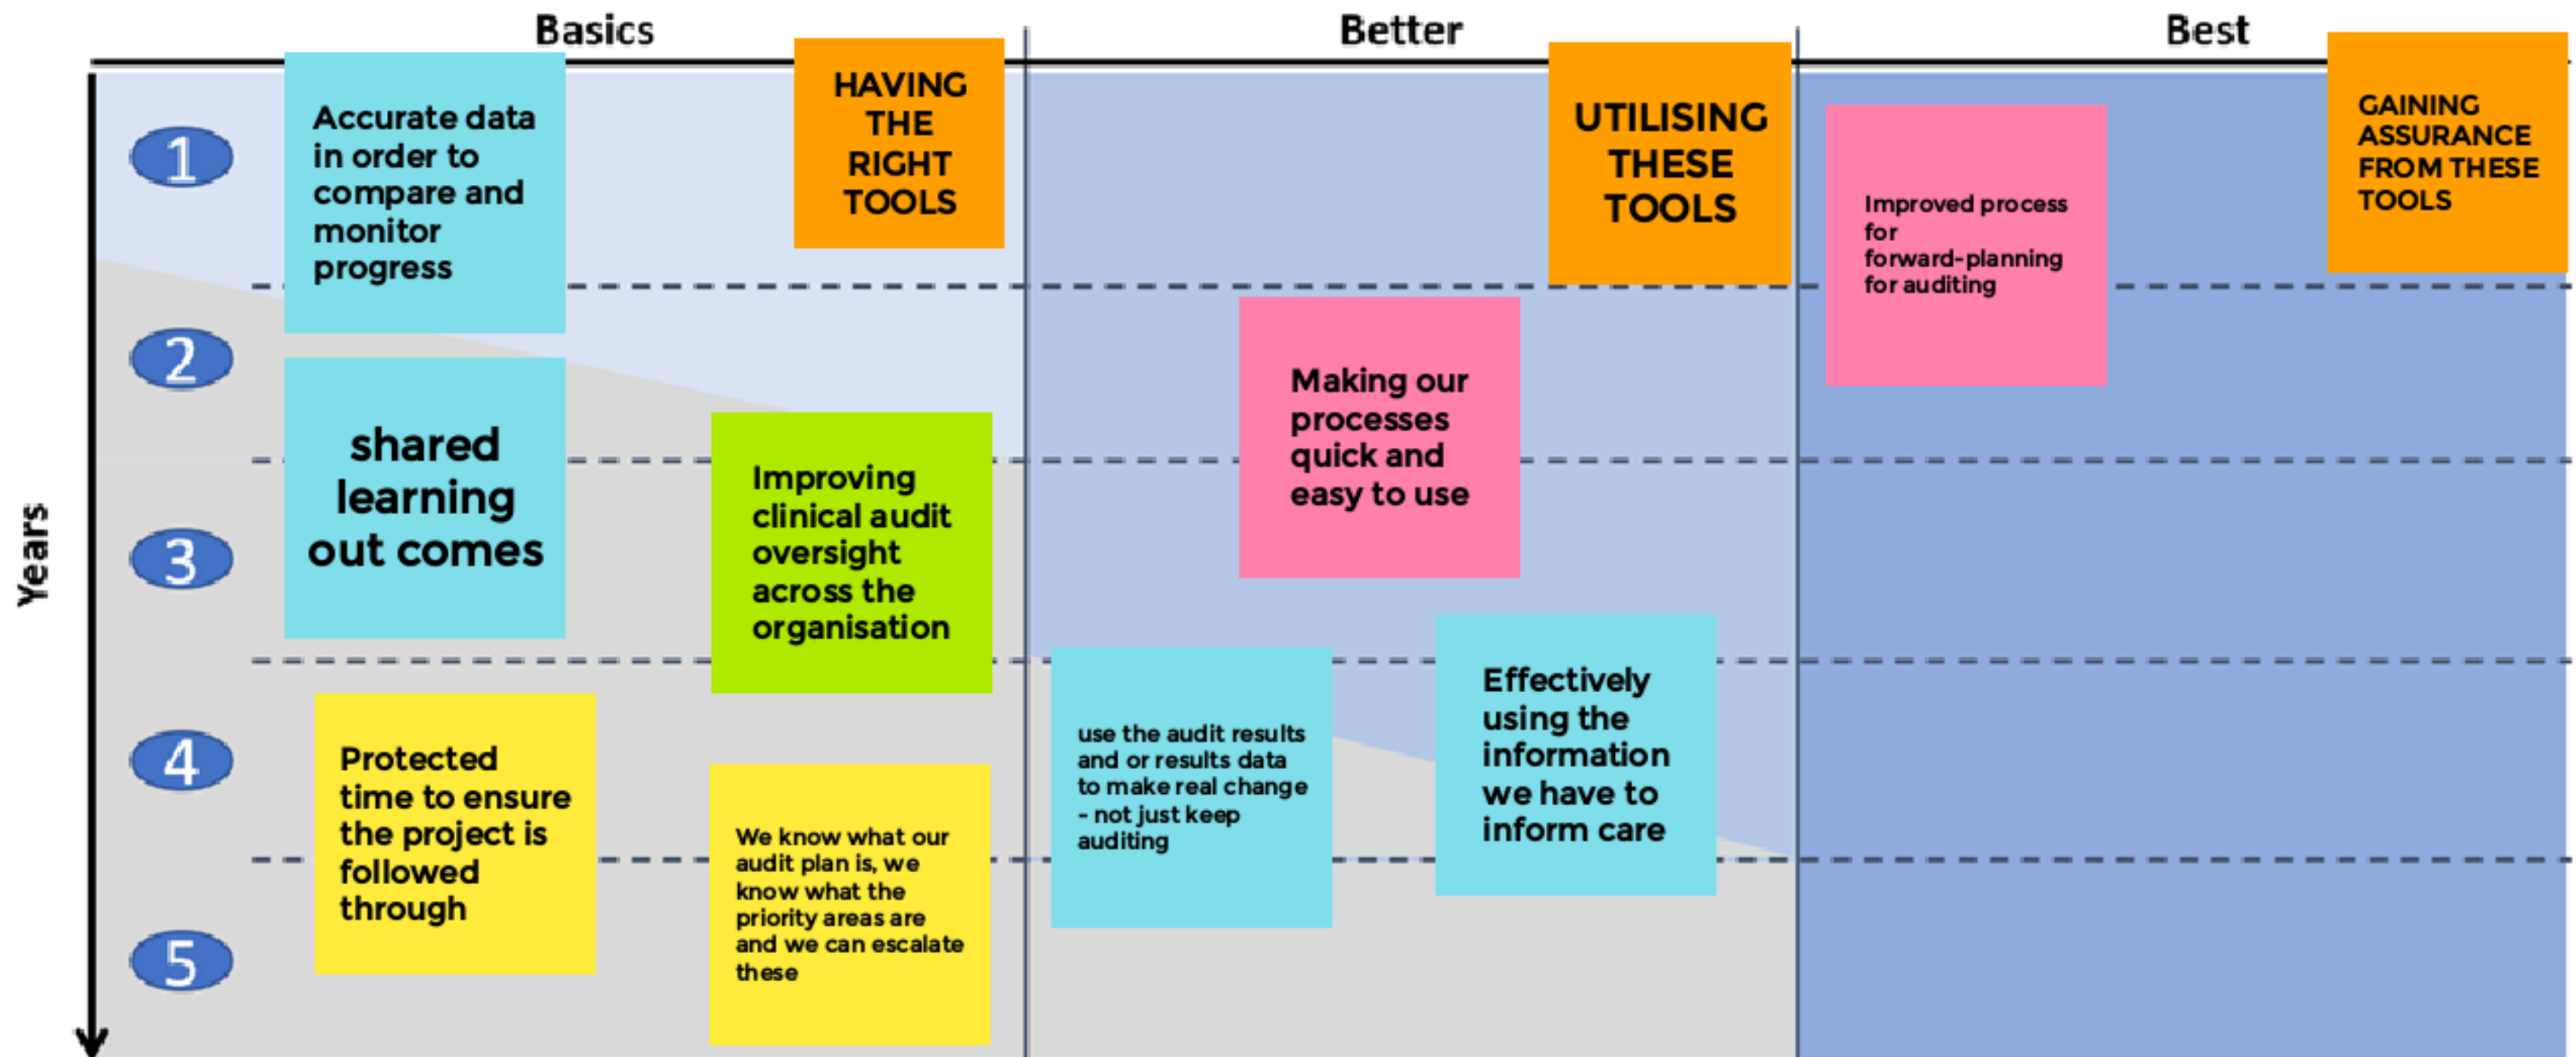 Basics
Better
Best
Years
1
2
3
4
5
Accurate data
in order to
compare and
monitor
progress
HAVING
THE
RIGHT
TOOLS
shared
learning
out comes
Improving
clinical audit
oversight
across the
organisation
Protected
time to ensure
the project is
followed
through
We know what our
audit plan is, we
know what the
priority areas are
and we can escalate
these
UTILISING
THESE
TOOLS
Making our
processes
quick and
easy to use
use the audit results
and or results data
to make real change
- not just keep
auditing
Effectively
using the
information
we have to
inform care
Improved process
for
forward-planning
for auditing
GAINING
ASSURANCE
FROM THESE
TOOLS